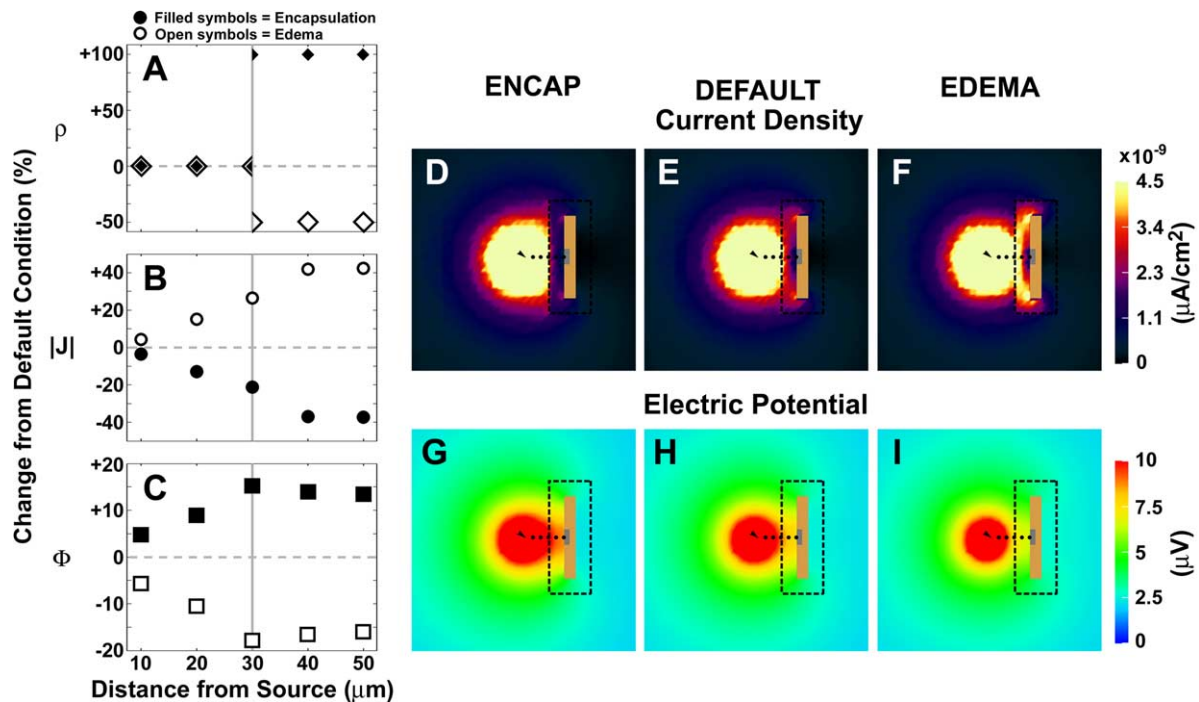 Filled symbols = Encapsulation
Open symbols = Edema
Change from Default Condition (%)
A
ρ
+100
+50
0
-50
B
|J|
+40
+20
0
-20
-40
C
Φ
+20
+10
0
-10
-20
10 20 30 40 50
Distance from Source (μm)
ENCAP DEFAULT EDEMA
Current Density
D E F
x10-9
4.5
3.4
2.3
1.1
0
(μA/cm2)
Electric Potential
G H I
10
7.5
5
2.5
0
(μV)